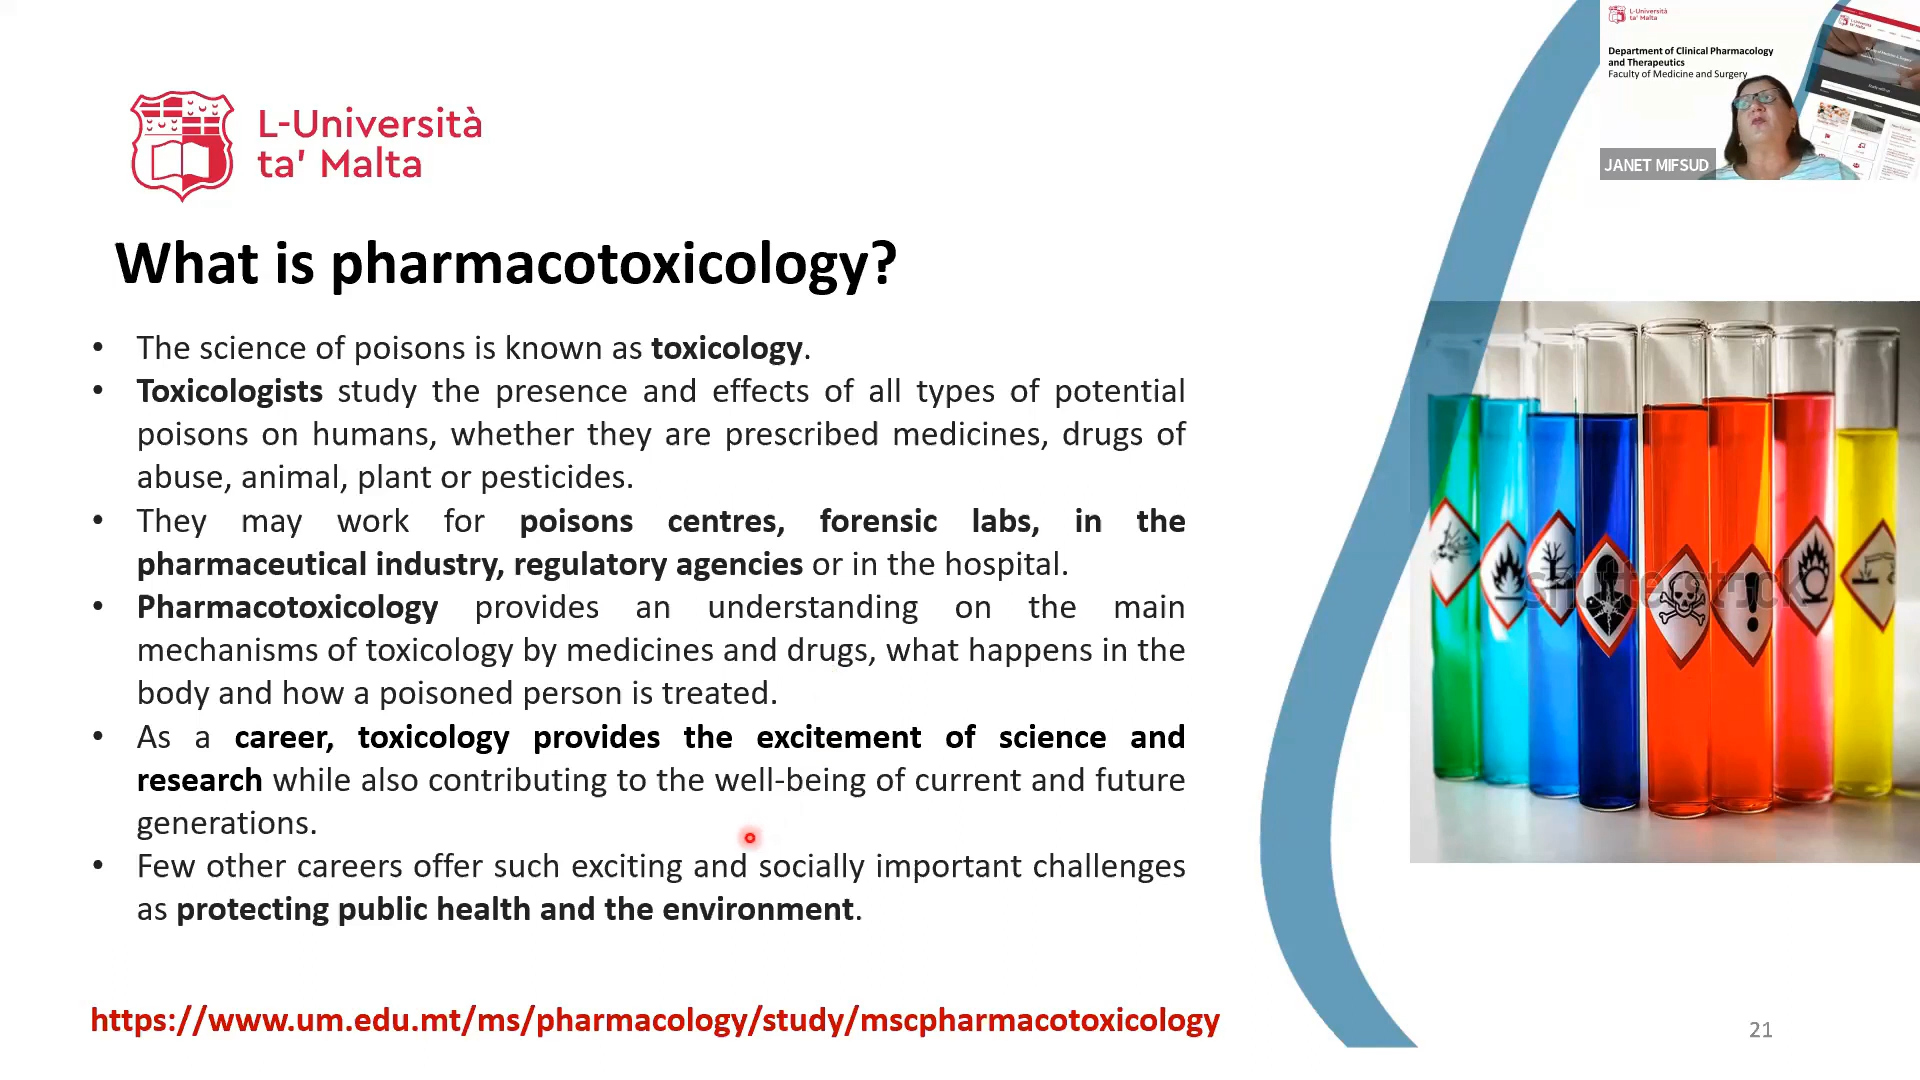 L-Università
ta' Malta
What is pharmacotoxicology?
• The science of poisons is known as toxicology.
• Toxicologists study the presence and effects of all types of potential
poisons on humans, whether they are prescribed medicines, drugs of
abuse, animal, plant or pesticides.
• They may work for poisons centres, forensic labs, in the
pharmaceutical industry, regulatory agencies or in the hospital.
• Pharmacotoxicology provides an understanding on the main
mechanisms of toxicology by medicines and drugs, what happens in the
body and how a poisoned person is treated.
• As a career, toxicology provides the excitement of science and
research while also contributing to the well-being of current and future
generations.
• Few other careers offer such exciting and socially important challenges
as protecting public health and the environment.
https://www.um.edu.mt/ms/pharmacology/study/mscpharmacotoxicology
21
L-Università
ta' Malta
Department of Clinical Pharmacology
and Therapeutics
Faculty of Medicine and Surgery
JANET MIFSUD
L-Università
ta' Malta
shutterstock